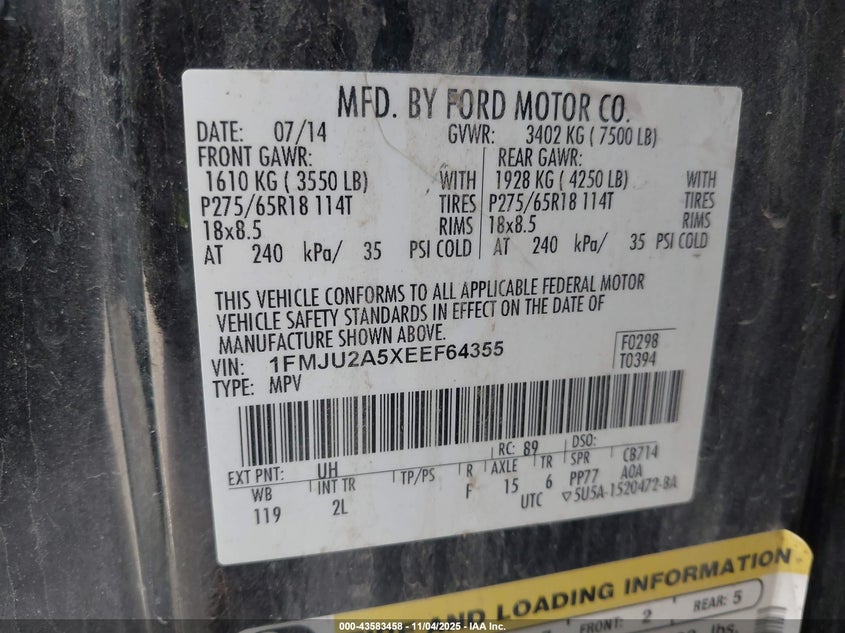 MFD. BY FORD MOTOR CO.
DATE: 07/14 GVWR: 3402 KG ( 7500 LB)
FRONT GAWR: REAR GAWR:
1610 KG ( 3550 LB) WITH 1928 KG ( 4250 LB) WITH
P275/65R18 114T TIRES P275/65R18 114T TIRES
18x8.5 RIMS 18x8.5 RIMS
AT 240 kPa/ 35 PSI COLD AT 240 kPa/ 35 PSI COLD
THIS VEHICLE CONFORMS TO ALL APPLICABLE FEDERAL MOTOR
VEHICLE SAFETY STANDARDS IN EFFECT ON THE DATE OF
MANUFACTURE SHOWN ABOVE.
VIN: 1FMJU2A5XEEF64355 F0298
TYPE: MPV T0394
RC: 89 DSO:
EXT PNT: UH TP/PS R AXLE TR SPR CB714
WB INT TR F 15 6 PP77 A0A
119 2L UTC ▽5U5A-1520472-BA
AND LOADING INFORMATION
FRONT: 2 REAR: 5
lbs.
000-43583458 - 11/04/2025 - IAA Inc.